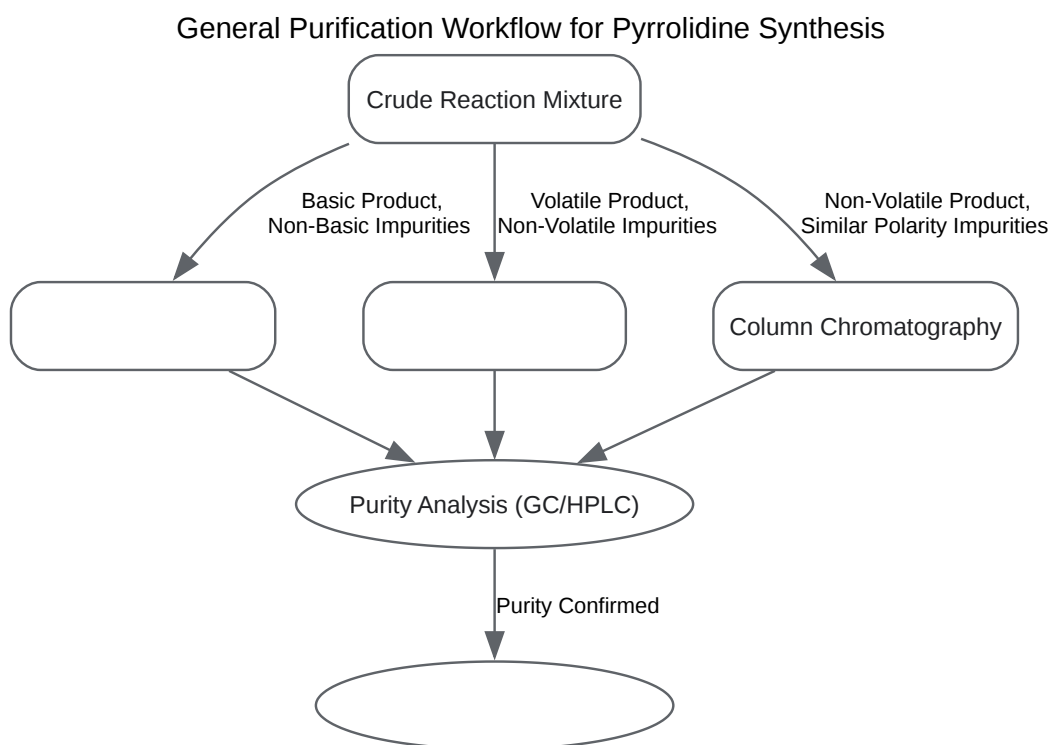 General Purification Workflow for Pyrrolidine Synthesis
Crude Reaction Mixture
Basic Product,
Non-Basic Impurities
Volatile Product,
Non-Volatile Impurities
Non-Volatile Product,
Similar Polarity Impurities
Column Chromatography
Purity Analysis (GC/HPLC)
Purity Confirmed